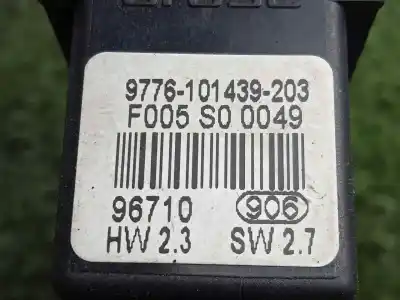 9776-101439-203
F005 S0 0049
96710 906
HW 2.3 SW 2.7